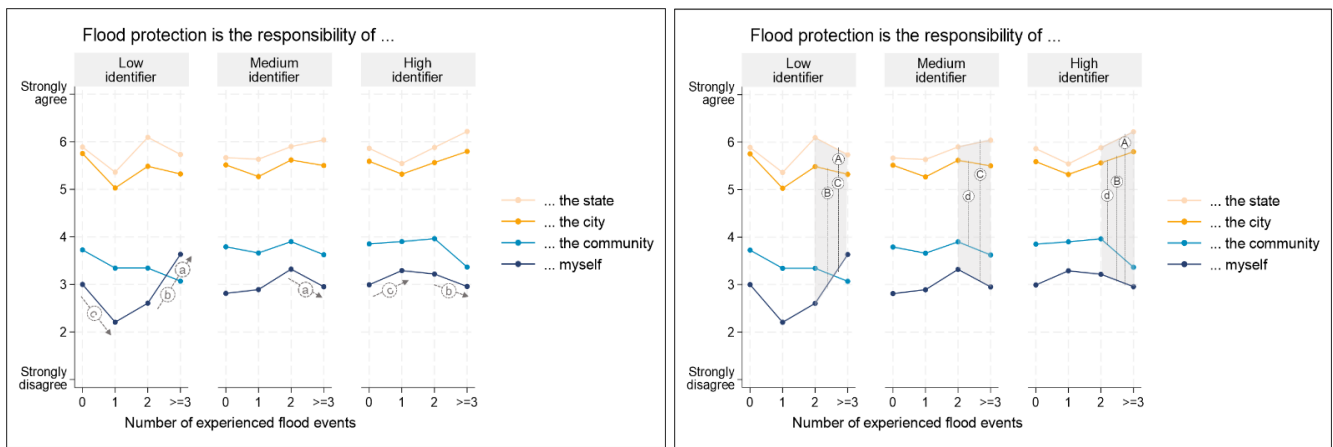 Flood protection is the responsibility of ...
Low identifier
Medium identifier
High identifier
Strongly agree
6
5
4
3
2
Strongly disagree
c
b
a
a
c
b
0 1 2 >=3
0 1 2 >=3
0 1 2 >=3
Number of experienced flood events
... the state
... the city
... the community
... myself
Flood protection is the responsibility of ...
Low identifier
Medium identifier
High identifier
Strongly agree
6
5
4
3
2
Strongly disagree
A
B
C
C
d
A
B
d
0 1 2 >=3
0 1 2 >=3
0 1 2 >=3
Number of experienced flood events
... the state
... the city
... the community
... myself